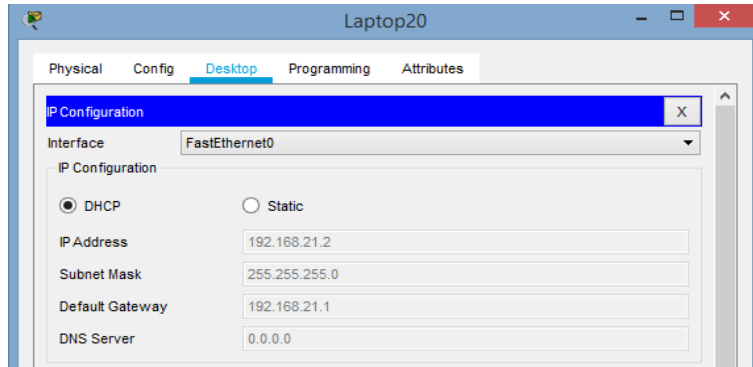 Laptop20
Physical Config Desktop Programming Attributes
IP Configuration X
Interface FastEthernet0
IP Configuration
DHCP Static
IP Address 192.168.21.2
Subnet Mask 255.255.255.0
Default Gateway 192.168.21.1
DNS Server 0.0.0.0